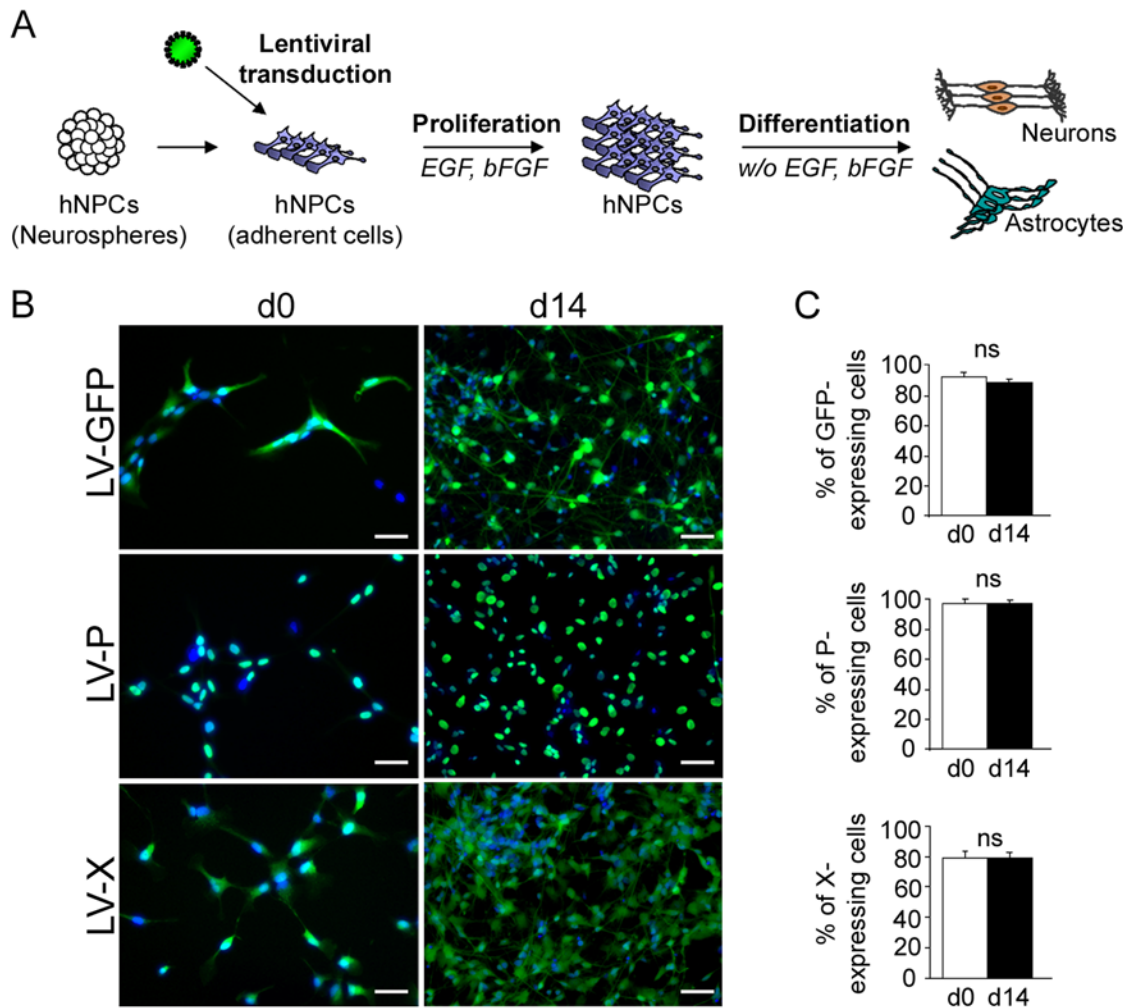 A
Lentiviral
transduction
Proliferation
EGF, bFGF
Differentiation
w/o EGF, bFGF
Neurons
Astrocytes
hNPCs
(Neurospheres)
hNPCs
(adherent cells)
hNPCs
B
d0
d14
LV-GFP
LV-P
LV-X
C
% of GFP-
expressing cells
100
80
60
40
20
0
ns
d0
d14
% of P-
expressing cells
100
80
60
40
20
0
ns
d0
d14
% of X-
expressing cells
100
80
60
40
20
0
ns
d0
d14